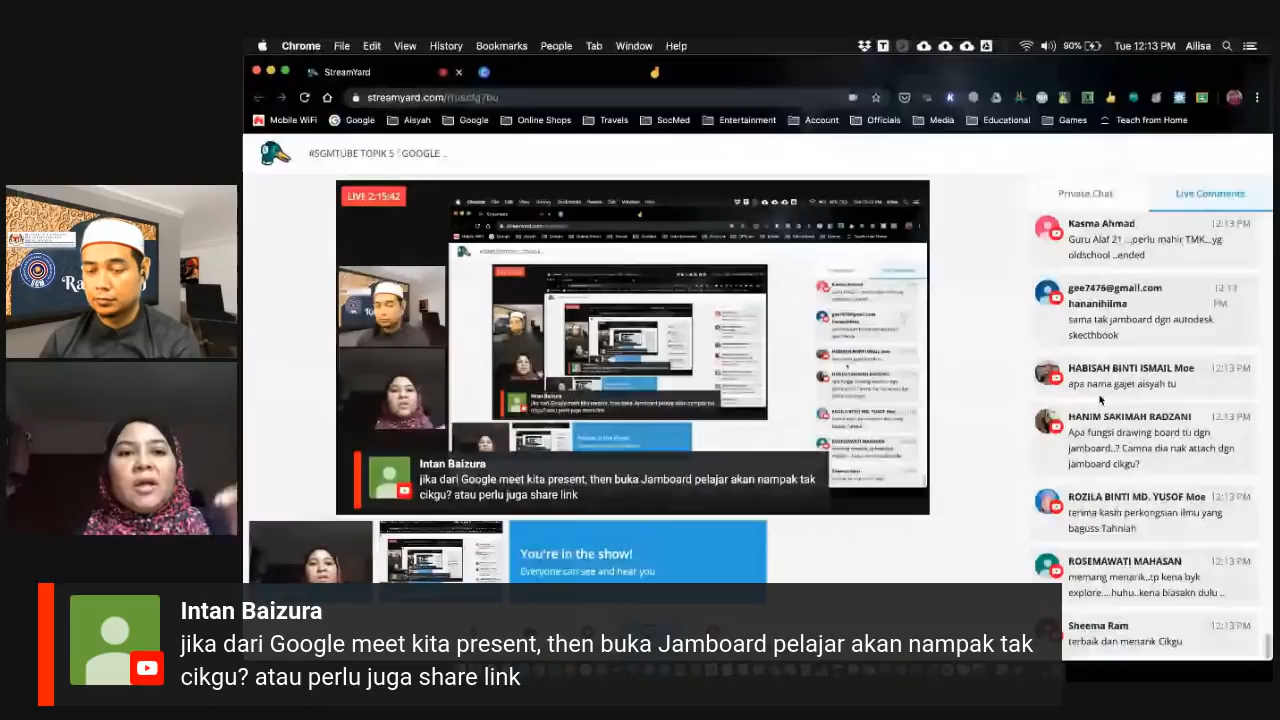 Chrome File Edit View History Bookmarks People Tab Window Help
90% Tue 12:13 PM Ailisa
StreamYard
streamyard.com/
Mobile WiFi Google Aisyah Google Online Shops Travels SocMed Entertainment Account Officials Media Educational Games Teach from Home
#SGMTUBE TOPIK 5 : GOOGLE ..
Private Chat Live Comments
LIVE 2:15:42
Kasma Ahmad 12:13 PM
Guru Alaf 21 ...perlu mahir TMK...yg
oldschool ..ended
gee7476@gmail.com 12:13
hananihilma PM
sama tak jamboard dgn autodesk
skecthbook
HABISAH BINTI ISMAIL Moe 12:13 PM
apa nama gajet aisyah tu
HANIM SAKIMAH RADZANI 12:13 PM
Apa fungsi drawing board tu dgn
jamboard..? Camna dia nak attach dgn
jamboard cikgu?
ROZILA BINTI MD. YUSOF Moe 12:13 PM
terima kasih perkongsian ilmu yang
baguss Tahniah
ROSEMAWATI MAHASAN 12:13 PM
memang menarik..tp kena byk
explore....huhu..kena biasakn dulu ..
Sheema Ram 12:13 PM
terbaik dan menarik Cikgu
Intan Baizura
jika dari Google meet kita present, then buka Jamboard pelajar akan nampak tak
cikgu? atau perlu juga share link
You're in the show!
Everyone can see and hear you
Intan Baizura
jika dari Google meet kita present, then buka Jamboard pelajar akan nampak tak
cikgu? atau perlu juga share link